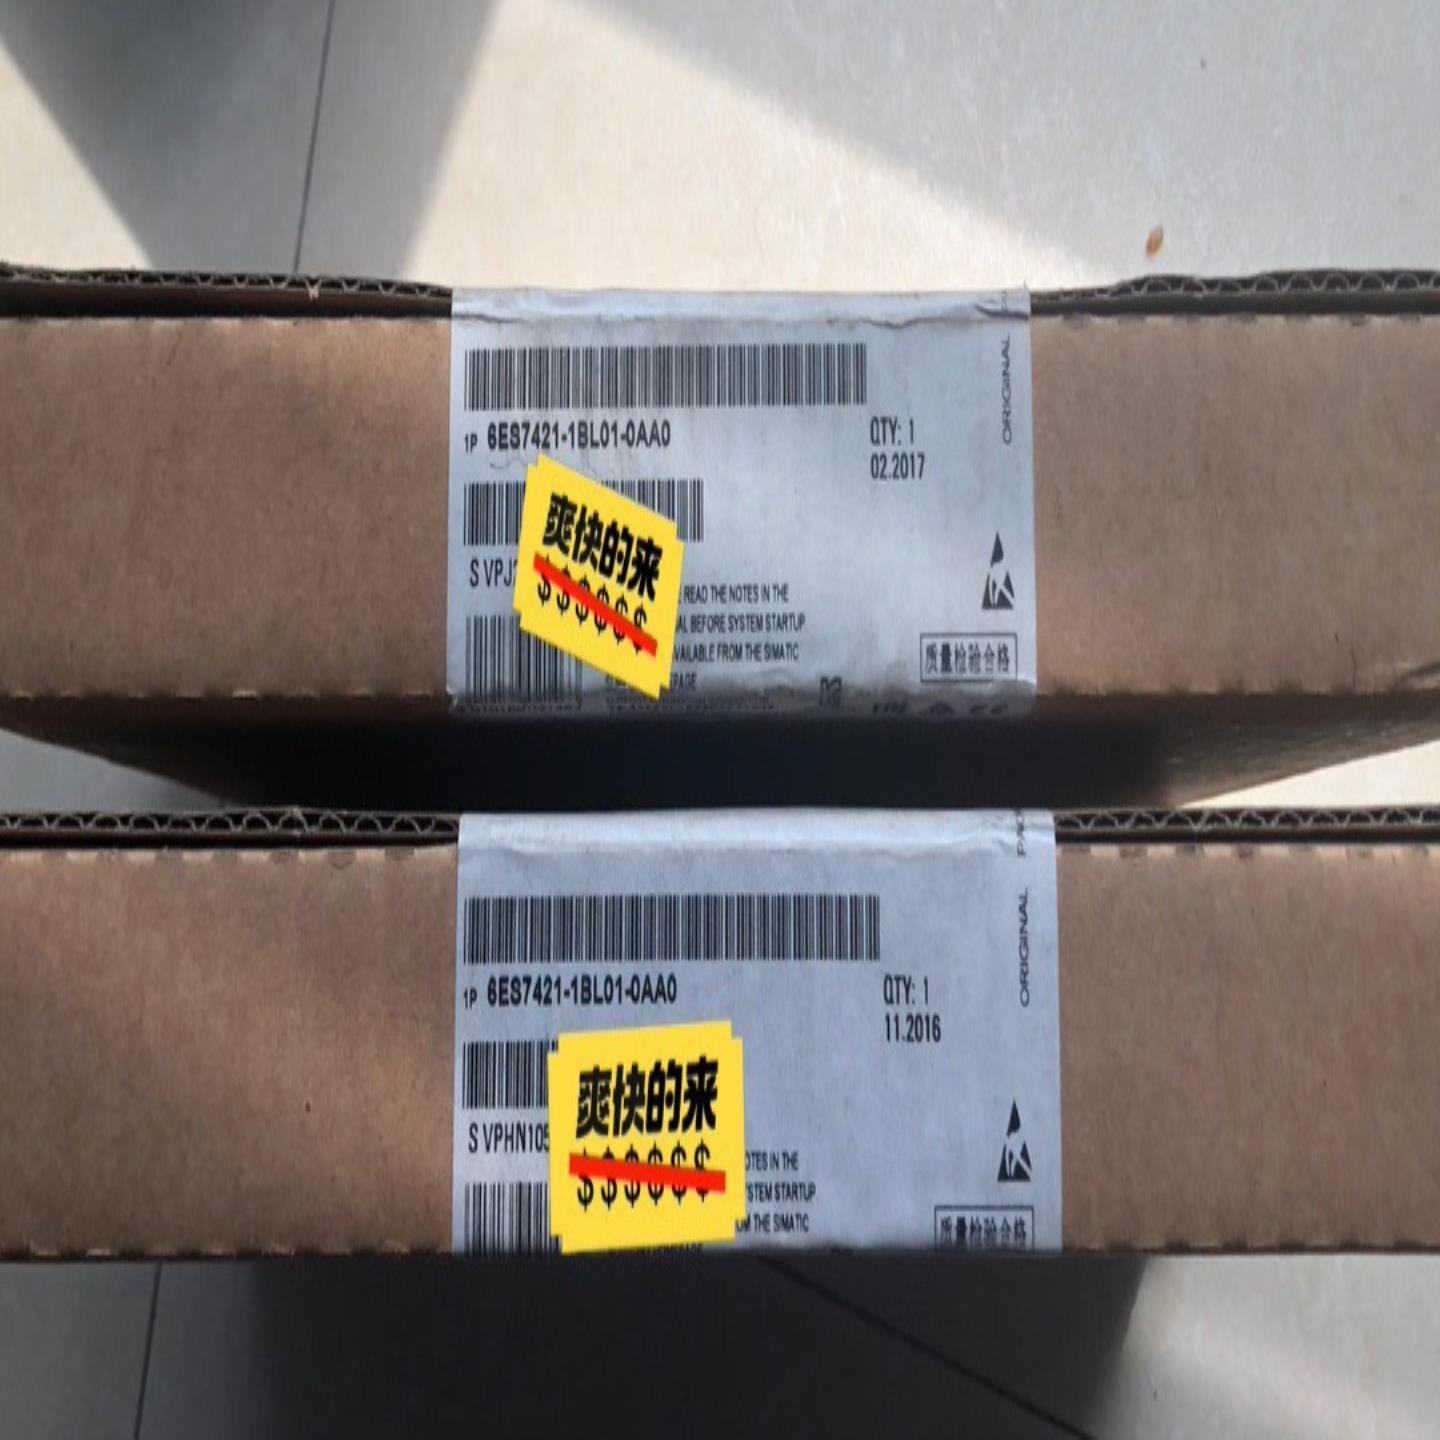 ORIGINAL
1P 6ES7421-1BL01-0AA0
QTY: 1
02.2017
S VPJ
爽快的来
$$$$$$
READ THE NOTES IN THE
BEFORE SYSTEM STARTUP
AVAILABLE FROM THE SIMATIC
质量检验合格
ORIGINAL
1P 6ES7421-1BL01-0AA0
QTY: 1
11.2016
S VPHN105
爽快的来
$$$$$$
NOTES IN THE
SYSTEM STARTUP
THE SIMATIC
质量检验合格